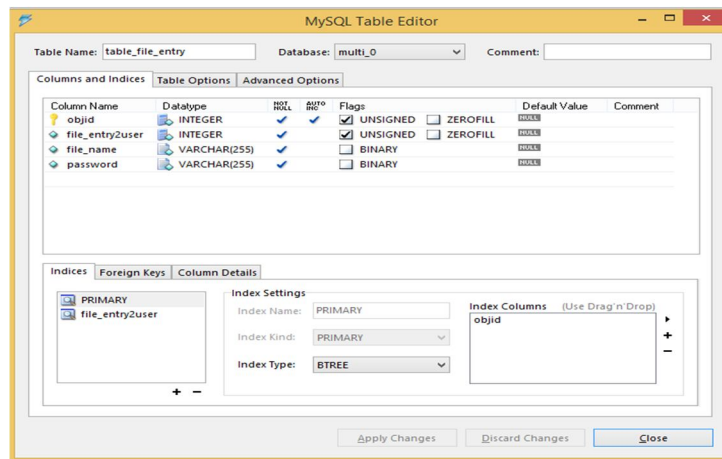 MySQL Table Editor
Table Name: table_file_entry Database: multi_0 Comment:
Columns and Indices Table Options Advanced Options
Column Name Datatype NOT NULL AUTO INC Flags Default Value Comment
objid INTEGER UNSIGNED ZEROFILL NULL
file_entry2user INTEGER UNSIGNED ZEROFILL NULL
file_name VARCHAR(255) BINARY NULL
password VARCHAR(255) BINARY NULL
Indices Foreign Keys Column Details
PRIMARY
file_entry2user
Index Settings
Index Name: PRIMARY
Index Kind: PRIMARY
Index Type: BTREE
Index Columns (Use Drag'n'Drop)
objid
Apply Changes Discard Changes Close